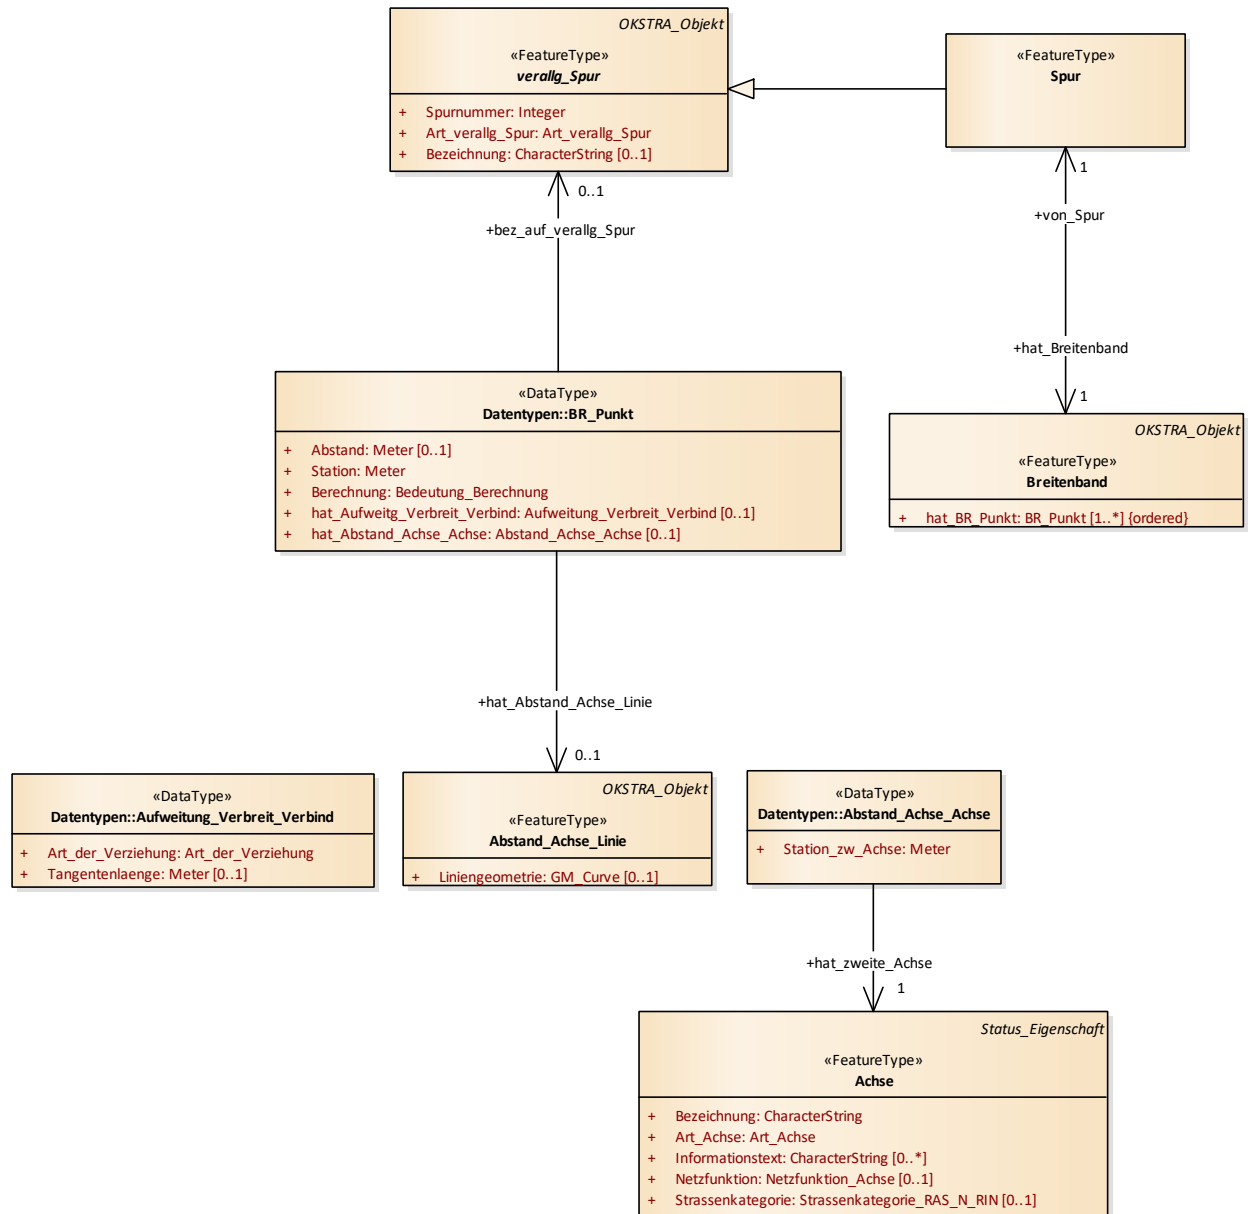 OKSTRA_Objekt
«FeatureType»
verallg_Spur
+ Spurnummer: Integer
+ Art_verallg_Spur: Art_verallg_Spur
+ Bezeichnung: CharacterString [0..1]
«FeatureType»
Spur
0..1
+bez_auf_verallg_Spur
1
+von_Spur
+hat_Breitenband
1
«DataType»
Datentypen::BR_Punkt
+ Abstand: Meter [0..1]
+ Station: Meter
+ Berechnung: Bedeutung_Berechnung
+ hat_Aufweitg_Verbreit_Verbind: Aufweitung_Verbreit_Verbind [0..1]
+ hat_Abstand_Achse_Achse: Abstand_Achse_Achse [0..1]
OKSTRA_Objekt
«FeatureType»
Breitenband
+ hat_BR_Punkt: BR_Punkt [1..*] {ordered}
+hat_Abstand_Achse_Linie
0..1
«DataType»
Datentypen::Aufweitung_Verbreit_Verbind
+ Art_der_Verziehung: Art_der_Verziehung
+ Tangentenlaenge: Meter [0..1]
OKSTRA_Objekt
«FeatureType»
Abstand_Achse_Linie
+ Liniengeometrie: GM_Curve [0..1]
«DataType»
Datentypen::Abstand_Achse_Achse
+ Station_zw_Achse: Meter
+hat_zweite_Achse
1
Status_Eigenschaft
«FeatureType»
Achse
+ Bezeichnung: CharacterString
+ Art_Achse: Art_Achse
+ Informationstext: CharacterString [0..*]
+ Netzfunktion: Netzfunktion_Achse [0..1]
+ Strassenkategorie: Strassenkategorie_RAS_N_RIN [0..1]